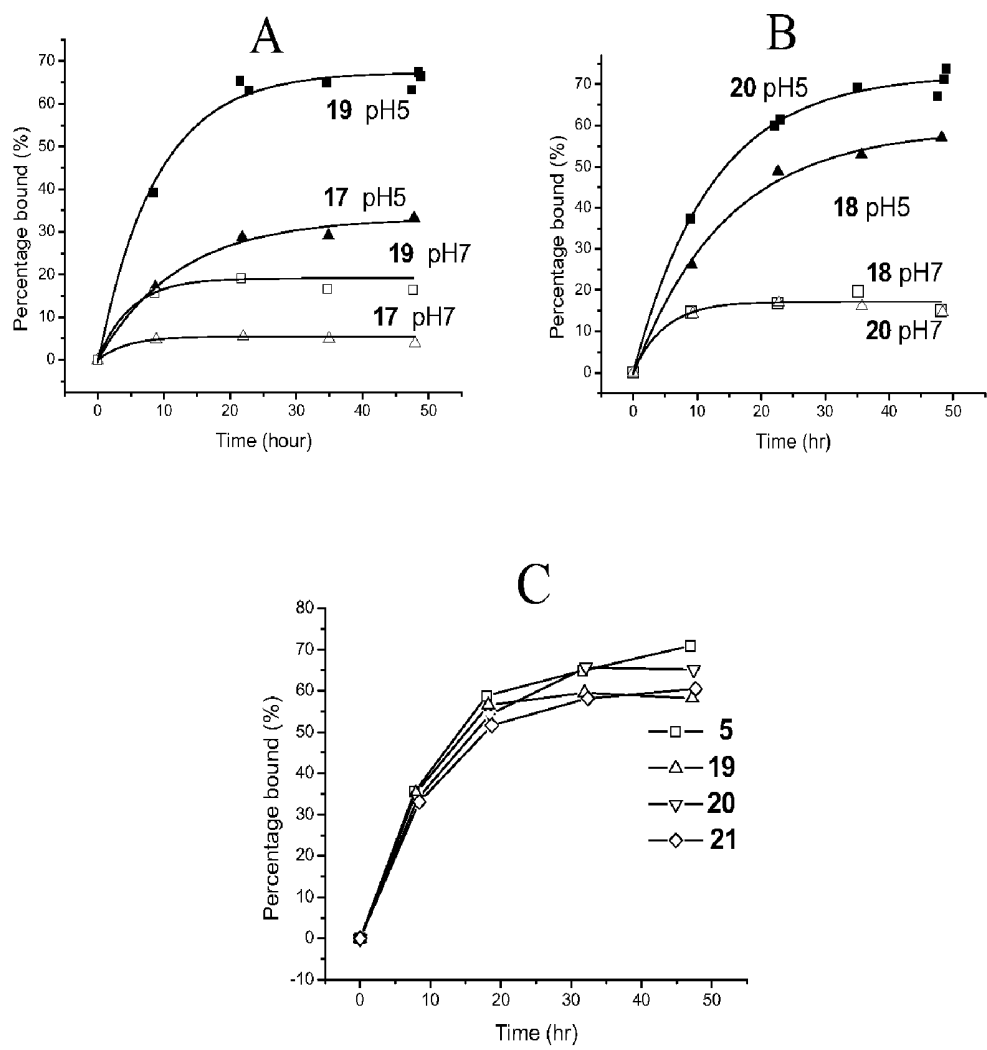 A
Percentage bound (%)
70
60
50
40
30
20
10
0
19 pH5
17 pH5
19 pH7
17 pH7
0 10 20 30 40 50
Time (hour)
B
Percentage bound (%)
70
60
50
40
30
20
10
0
20 pH5
18 pH5
18 pH7
20 pH7
0 10 20 30 40 50
Time (hr)
C
Percentage bound (%)
80
70
60
50
40
30
20
10
0
-10
5
19
20
21
0 10 20 30 40 50
Time (hr)